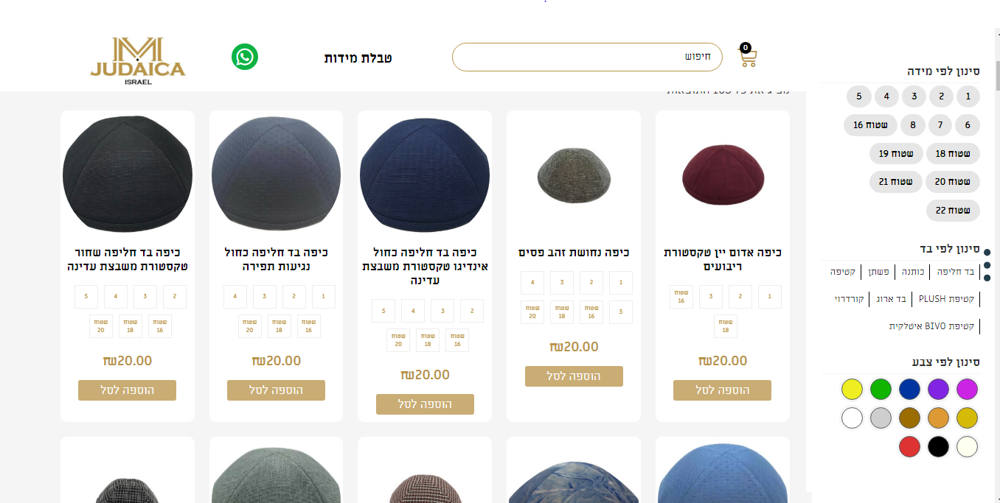 סינון לפי מידה
1 2 3 4 5
6 7 8 שטוח 16
שטוח 18 שטוח 19
שטוח 20 שטוח 21
שטוח 22
סינון לפי בד
בד חליפה כותנה פשתן קטיפה
קטיפת PLUSH בד ארוג קורדרוי
קטיפת BIVO איטלקית
סינון לפי צבע
0
חיפוש
טבלת מידות
M
JUDAICA
ISRAEL
כיפה אדום יין טקסטורת
ריבועים
1 2 3 שטוח
16
שטוח
18
₪20.00
הוספה לסל
כיפה נחושת זהב פסים
1 2 3 4
5 שטוח שטוח שטוח
16 18 20
₪20.00
הוספה לסל
כיפה בד חליפה כחול
אינדיגו טקסטורת משבצת
עדינה
2 3 4 5
שטוח שטוח שטוח
16 18 20
₪20.00
הוספה לסל
כיפה בד חליפה כחול
נגיעות תפירה
1 2 3 4
שטוח שטוח שטוח
16 18 20
₪20.00
הוספה לסל
כיפה בד חליפה שחור
טקסטורת משבצת עדינה
2 3 4 5
שטוח שטוח שטוח
16 18 20
₪20.00
הוספה לסל